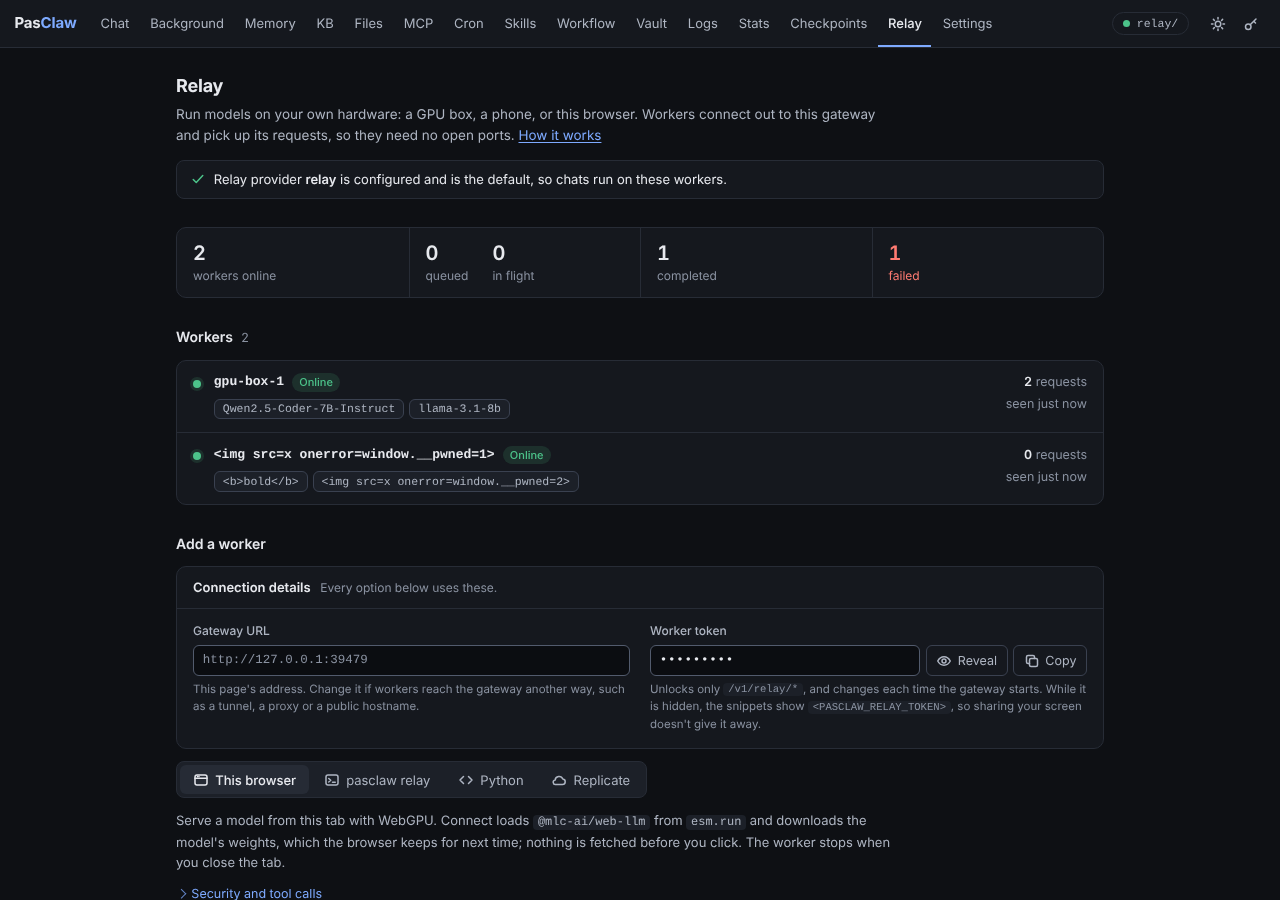 PasClaw Chat Background Memory KB Files MCP Cron Skills Workflow Vault Logs Stats Checkpoints Relay Settings relay/
Relay
Run models on your own hardware: a GPU box, a phone, or this browser. Workers connect out to this gateway
and pick up its requests, so they need no open ports. How it works
Relay provider relay is configured and is the default, so chats run on these workers.
2 0 0 1 1
workers online queued in flight completed failed
Workers 2
gpu-box-1 Online 2 requests
Qwen2.5-Coder-7B-Instruct llama-3.1-8b seen just now
<img src=x onerror=window.__pwned=1> Online 0 requests
<b>bold</b> <img src=x onerror=window.__pwned=2> seen just now
Add a worker
Connection details Every option below uses these.
Gateway URL
http://127.0.0.1:39479
This page's address. Change it if workers reach the gateway another way, such
as a tunnel, a proxy or a public hostname.
Worker token
••••••••• Reveal Copy
Unlocks only /v1/relay/*, and changes each time the gateway starts. While it
is hidden, the snippets show <PASCLAW_RELAY_TOKEN>, so sharing your screen
doesn't give it away.
This browser pasclaw relay Python Replicate
Serve a model from this tab with WebGPU. Connect loads @mlc-ai/web-llm from esm.run and downloads the
model's weights, which the browser keeps for next time; nothing is fetched before you click. The worker stops when
you close the tab.
Security and tool calls